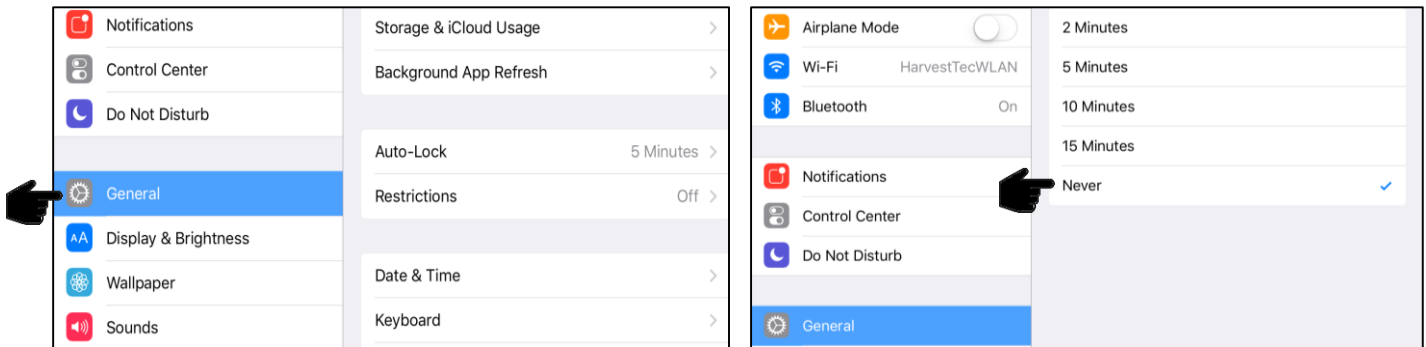 Notifications
Control Center
Do Not Disturb
General
AA Display & Brightness
Wallpaper
Sounds
Storage & iCloud Usage
Background App Refresh
Auto-Lock 5 Minutes
Restrictions Off
Date & Time
Keyboard
Airplane Mode
Wi-Fi HarvestTecWLAN
Bluetooth On
Notifications
Control Center
Do Not Disturb
General
2 Minutes
5 Minutes
10 Minutes
15 Minutes
Never